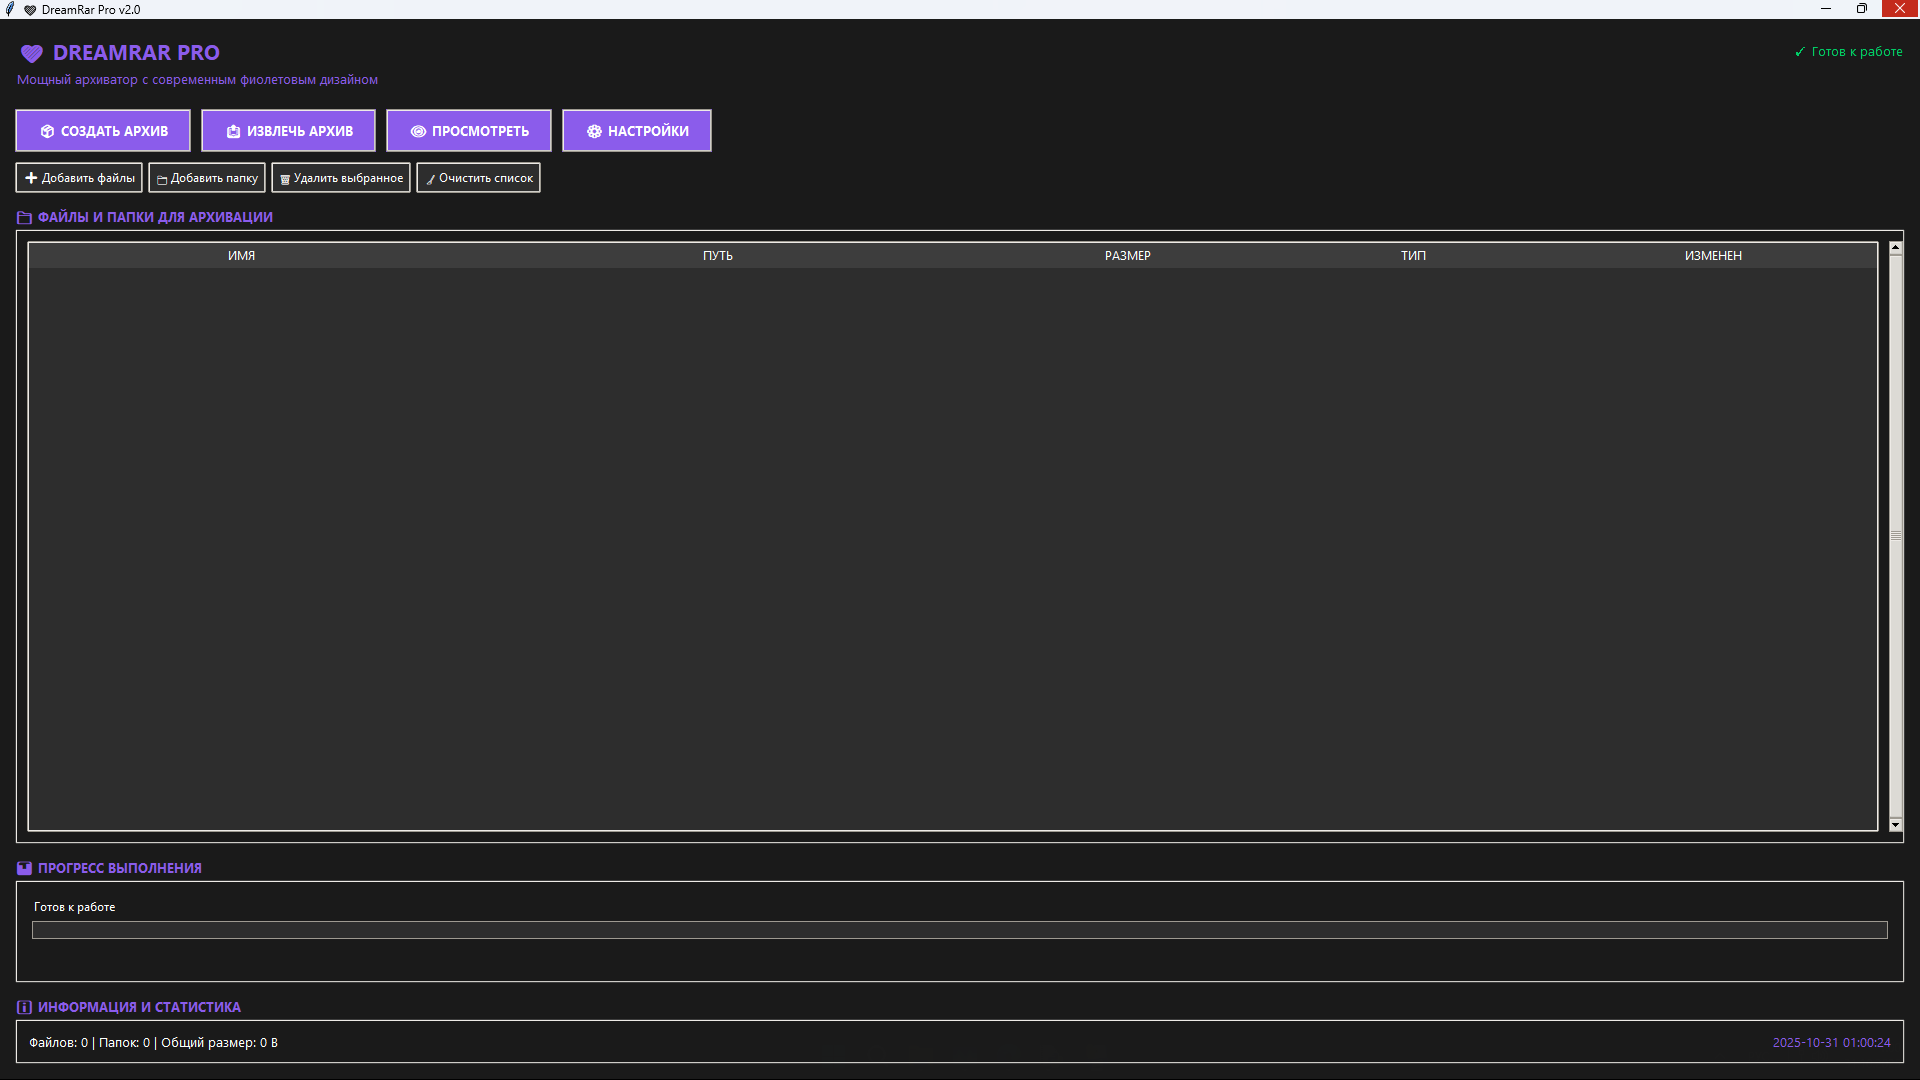 DreamRar Pro v2.0
DREAMRAR PRO
✓ Готов к работе
Мощный архиватор с современным фиолетовым дизайном
СОЗДАТЬ АРХИВ
ИЗВЛЕЧЬ АРХИВ
ПРОСМОТРЕТЬ
НАСТРОЙКИ
Добавить файлы
Добавить папку
Удалить выбранное
Очистить список
ФАЙЛЫ И ПАПКИ ДЛЯ АРХИВАЦИИ
ИМЯ ПУТЬ РАЗМЕР ТИП ИЗМЕНЕН
ПРОГРЕСС ВЫПОЛНЕНИЯ
Готов к работе
ИНФОРМАЦИЯ И СТАТИСТИКА
Файлов: 0 | Папок: 0 | Общий размер: 0 B
2025-10-31 01:00:24